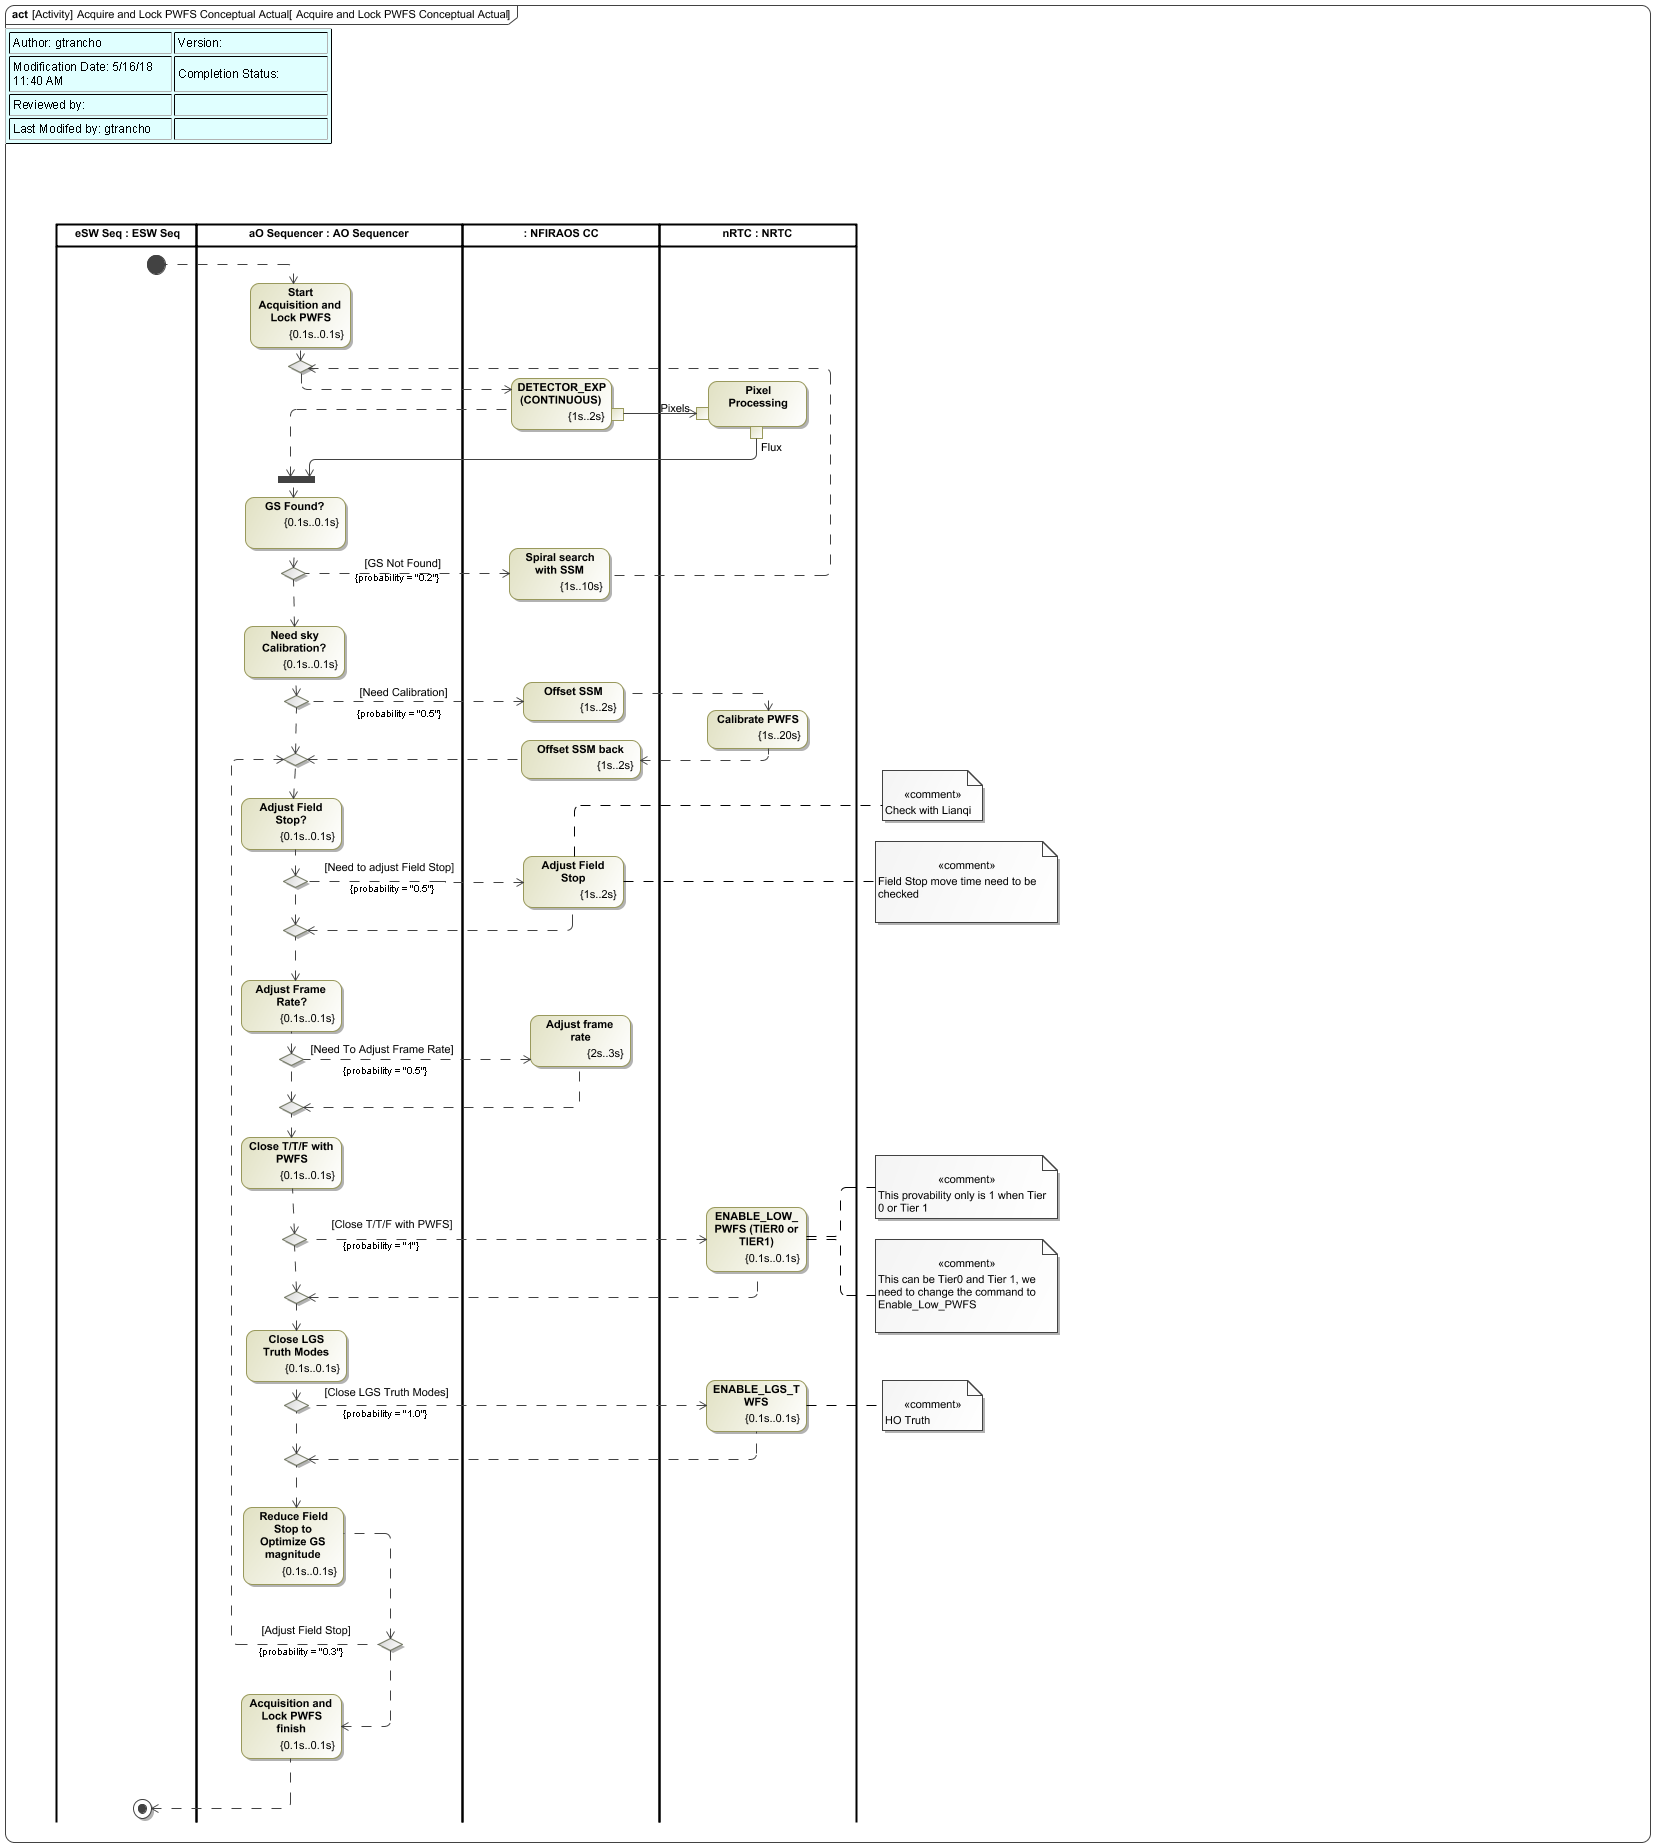 act [Activity] Acquire and Lock PWFS Conceptual Actual[ Acquire and Lock PWFS Conceptual Actual]
Author: gtrancho
Version:
Modification Date: 5/16/18
11:40 AM
Completion Status:
Reviewed by:
Last Modifed by: gtrancho
eSW Seq : ESW Seq
aO Sequencer : AO Sequencer
: NFIRAOS CC
nRTC : NRTC
Start
Acquisition and
Lock PWFS
{0.1s..0.1s}
DETECTOR_EXP
(CONTINUOUS)
{1s..2s}
Pixels
Pixel
Processing
Flux
GS Found?
{0.1s..0.1s}
[GS Not Found]
{probability = "0.2"}
Spiral search
with SSM
{1s..10s}
Need sky
Calibration?
{0.1s..0.1s}
[Need Calibration]
{probability = "0.5"}
Offset SSM
{1s..2s}
Calibrate PWFS
{1s..20s}
Offset SSM back
{1s..2s}
«comment»
Check with Lianqi
Adjust Field
Stop?
{0.1s..0.1s}
[Need to adjust Field Stop]
{probability = "0.5"}
Adjust Field
Stop
{1s..2s}
«comment»
Field Stop move time need to be
checked
Adjust Frame
Rate?
{0.1s..0.1s}
[Need To Adjust Frame Rate]
{probability = "0.5"}
Adjust frame
rate
{2s..3s}
Close T/T/F with
PWFS
{0.1s..0.1s}
[Close T/T/F with PWFS]
{probability = "1"}
ENABLE_LOW_
PWFS (TIER0 or
TIER1)
{0.1s..0.1s}
«comment»
This provability only is 1 when Tier
0 or Tier 1
«comment»
This can be Tier0 and Tier 1, we
need to change the command to
Enable_Low_PWFS
Close LGS
Truth Modes
{0.1s..0.1s}
[Close LGS Truth Modes]
{probability = "1.0"}
ENABLE_LGS_T
WFS
{0.1s..0.1s}
«comment»
HO Truth
Reduce Field
Stop to
Optimize GS
magnitude
{0.1s..0.1s}
[Adjust Field Stop]
{probability = "0.3"}
Acquisition and
Lock PWFS
finish
{0.1s..0.1s}